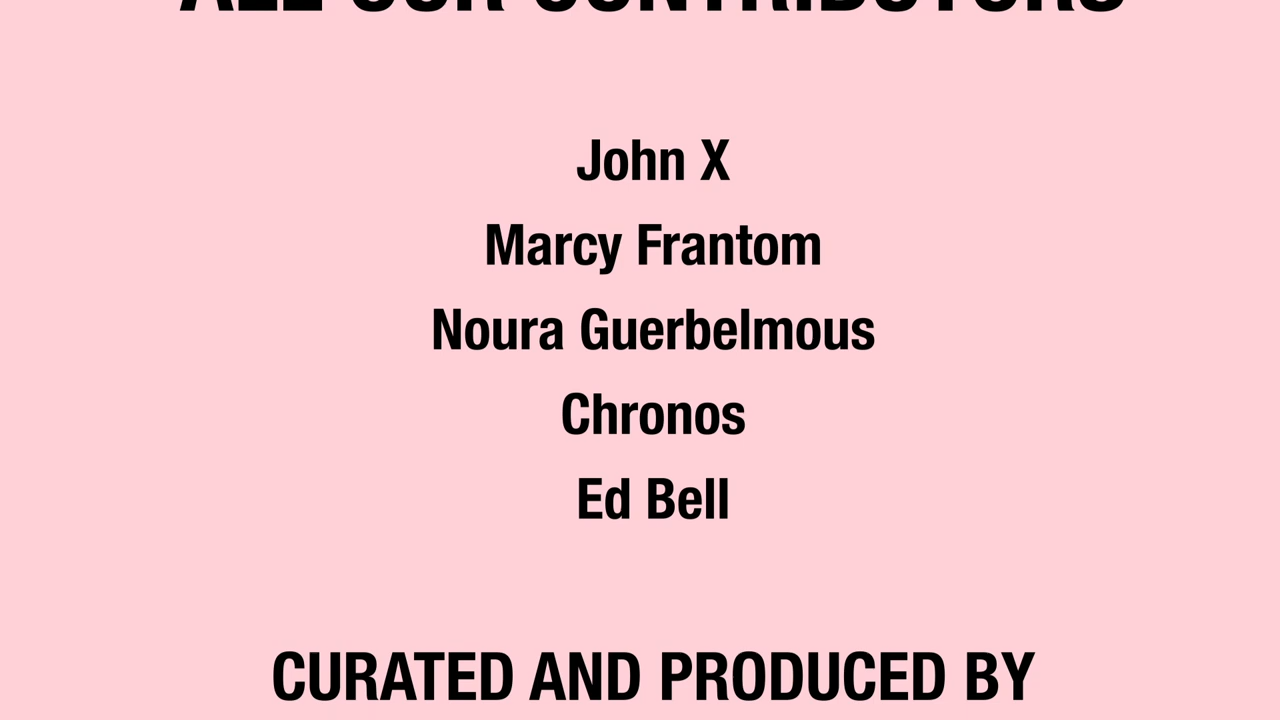 ALL OUR CONTRIBUTORS
John X
Marcy Frantom
Noura Guerbelmous
Chronos
Ed Bell
CURATED AND PRODUCED BY